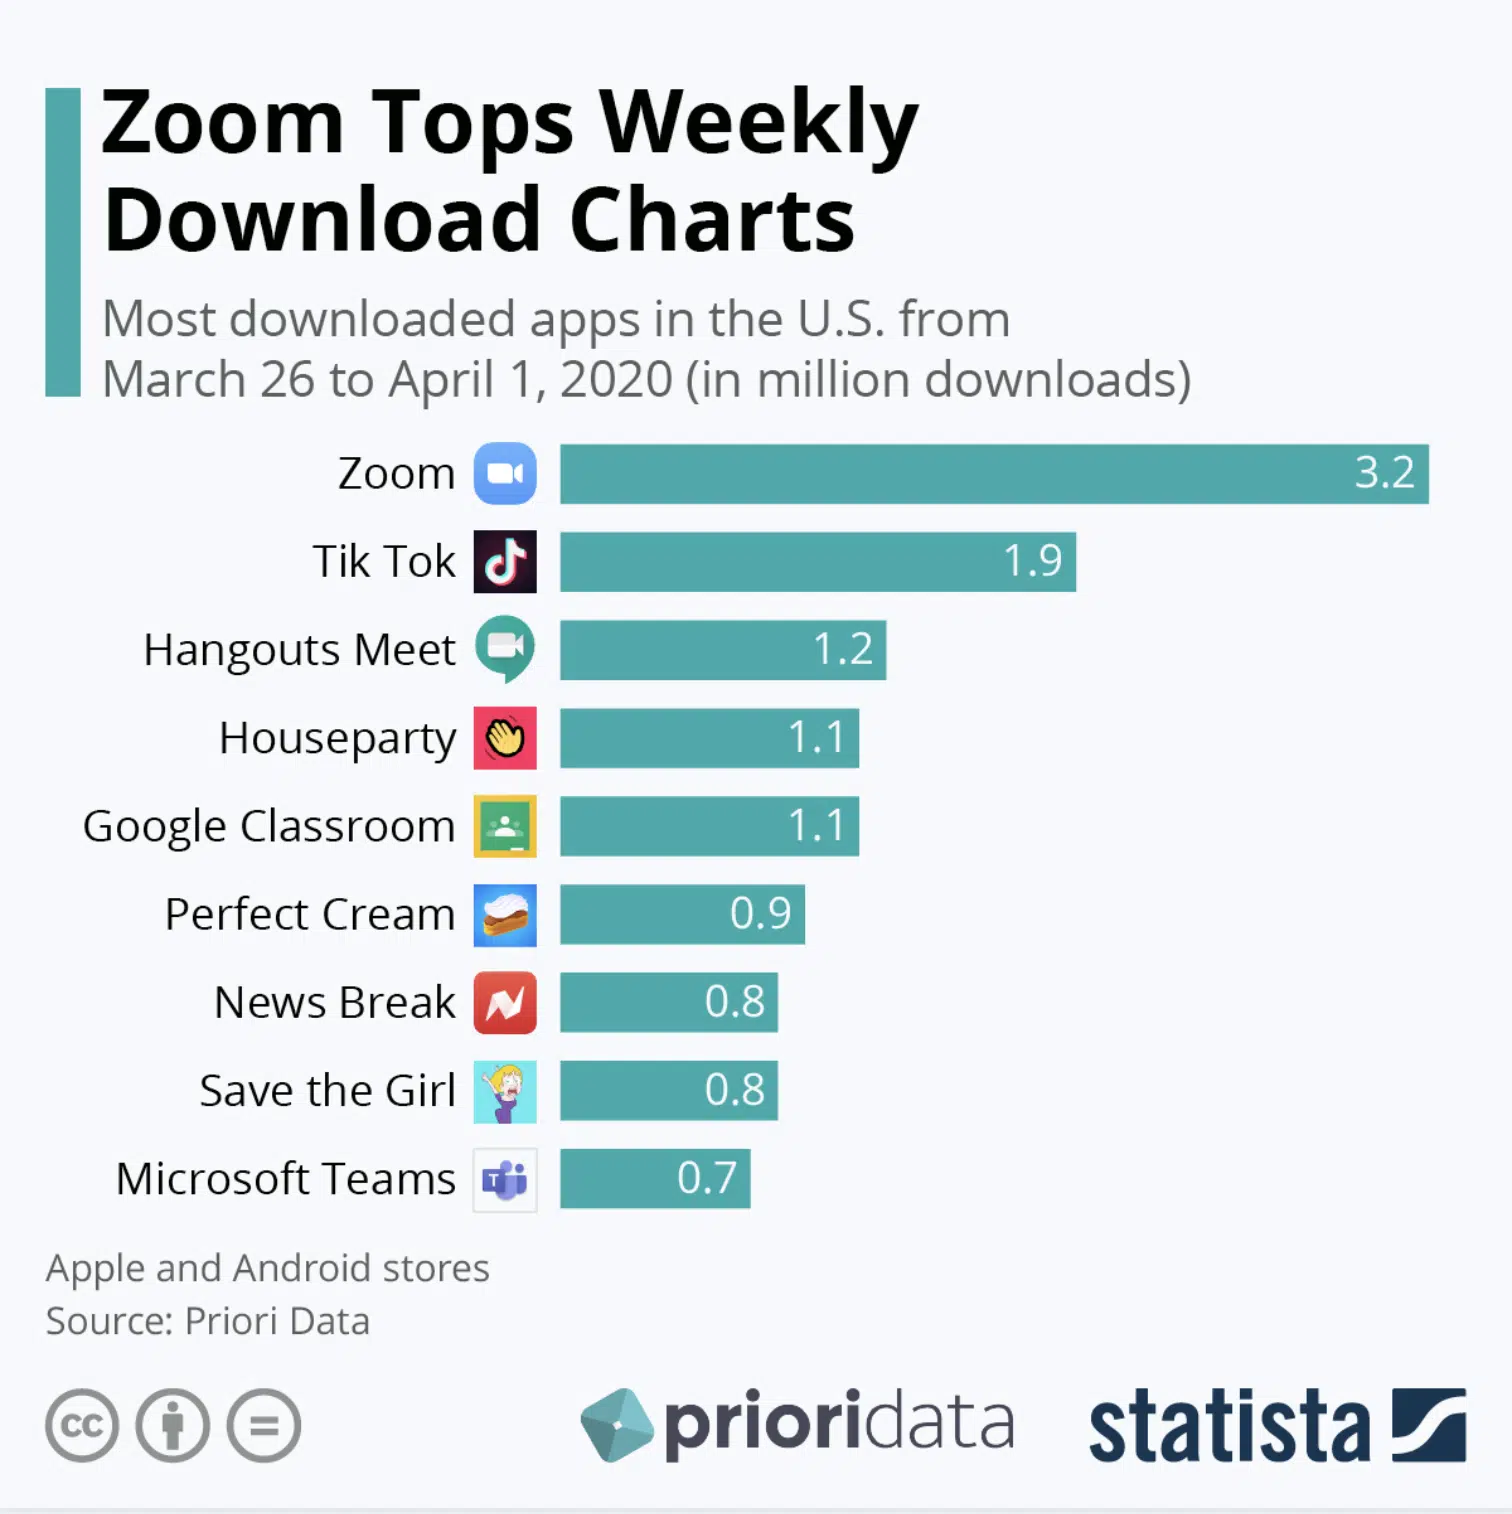 Zoom Tops Weekly
Download Charts
Most downloaded apps in the U.S. from
March 26 to April 1, 2020 (in million downloads)
Zoom 3.2
Tik Tok 1.9
Hangouts Meet 1.2
Houseparty 1.1
Google Classroom 1.1
Perfect Cream 0.9
News Break 0.8
Save the Girl 0.8
Microsoft Teams T 0.7
Apple and Android stores
Source: Priori Data
cc prioridata statista